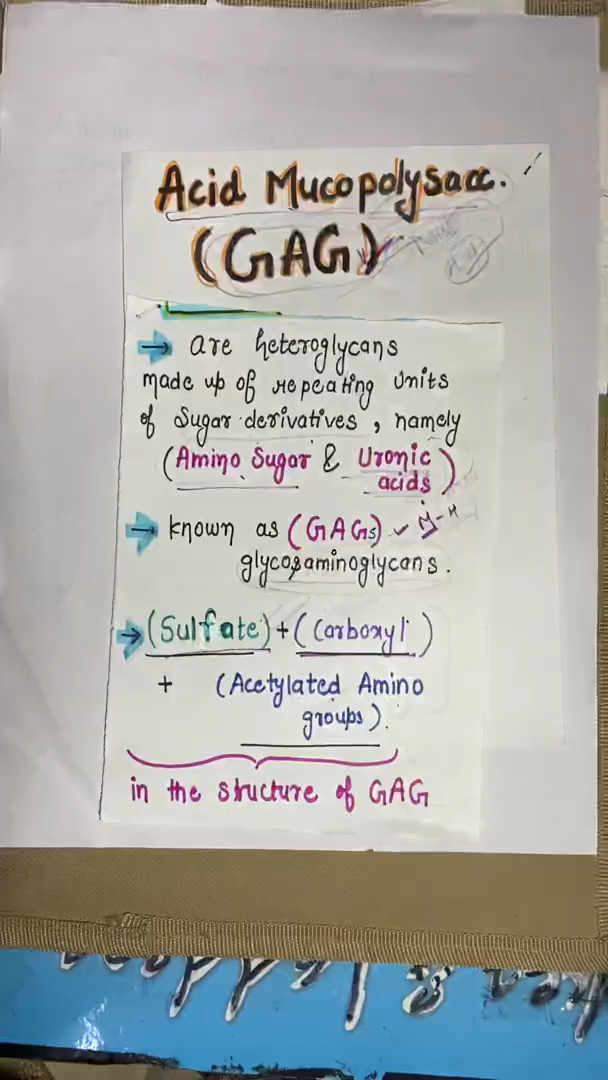 Acid Mucopolysacc.
(GAG)
→ are heteroglycans
made up of repeating units
of Sugar derivatives, namely
(Amino Sugar & Uronic
acids)
→ known as (GAGs)
glycosaminoglycans.
→ (Sulfate) + (Carboxyl)
+ (Acetylated Amino
groups).
in the structure of GAG